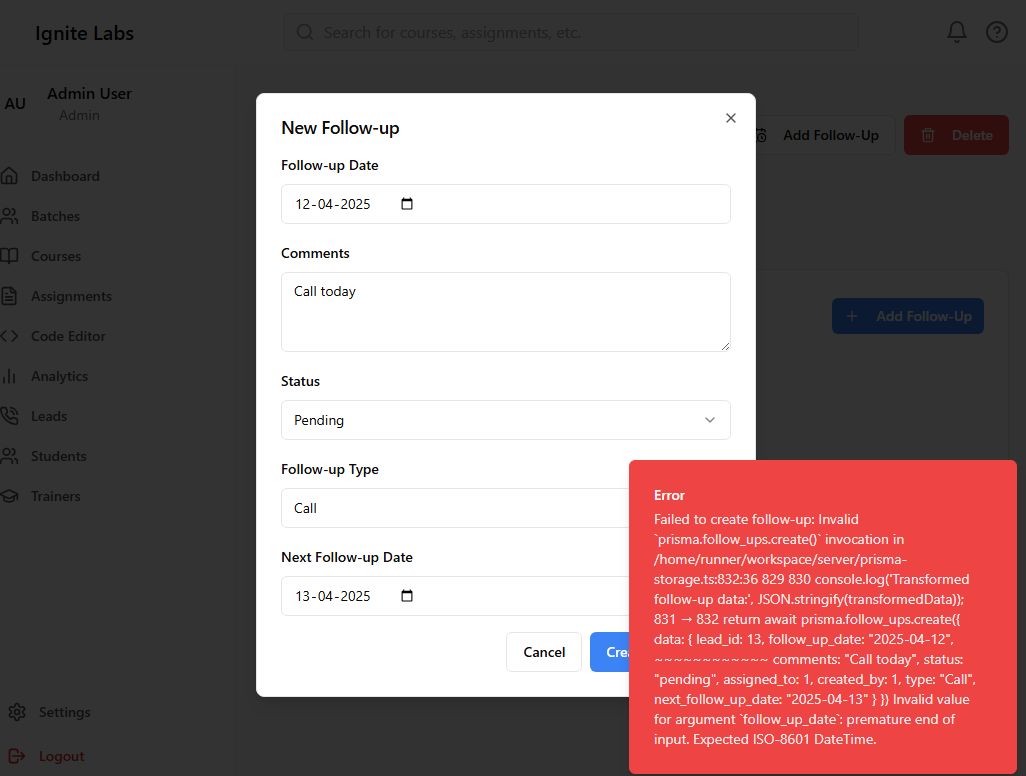 Ignite Labs
Search for courses, assignments, etc.
AU
Admin User
Admin
Dashboard
Batches
Courses
Assignments
Code Editor
Analytics
Leads
Students
Trainers
Settings
Logout
Add Follow-Up
Delete
Add Follow-Up
New Follow-up
Follow-up Date
12-04-2025
Comments
Call today
Status
Pending
Follow-up Type
Call
Next Follow-up Date
13-04-2025
Cancel
Crea
Error
Failed to create follow-up: Invalid
`prisma.follow_ups.create()` invocation in
/home/runner/workspace/server/prisma-
storage.ts:832:36 829 830 console.log('Transformed
follow-up data:', JSON.stringify(transformedData));
831 → 832 return await prisma.follow_ups.create({
data: { lead_id: 13, follow_up_date: "2025-04-12",
~~~~~~~~~~~~ comments: "Call today", status:
"pending", assigned_to: 1, created_by: 1, type: "Call",
next_follow_up_date: "2025-04-13" } }) Invalid value
for argument `follow_up_date`: premature end of
input. Expected ISO-8601 DateTime.